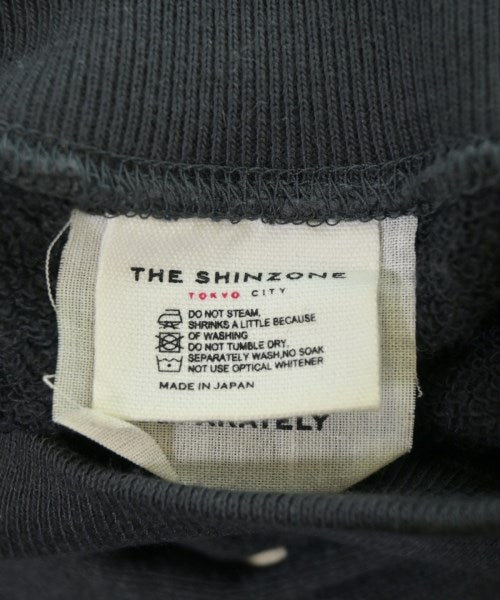 THE SHINZONE
TOKYO CITY
DO NOT STEAM.
SHRINKS A LITTLE BECAUSE
OF WASHING
DO NOT TUMBLE DRY.
SEPARATELY WASH,NO SOAK
NOT USE OPTICAL WHITENER
MADE IN JAPAN